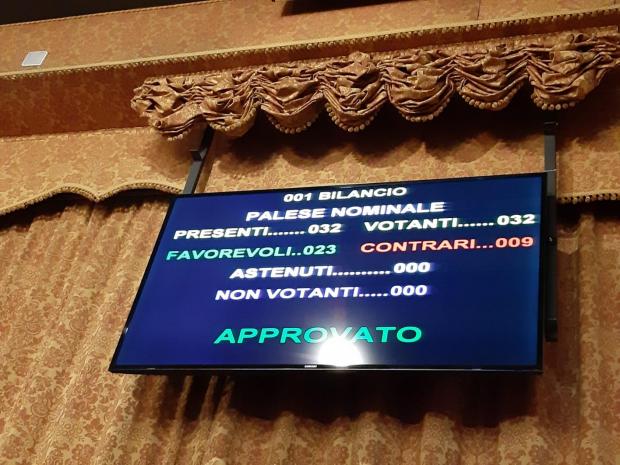 001 BILANCIO
PALESE NOMINALE
PRESENTI.......032 VOTANTI......032
FAVOREVOLI..023 CONTRARI...009
ASTENUTI..........000
NON VOTANTI.....000
APPROVATO